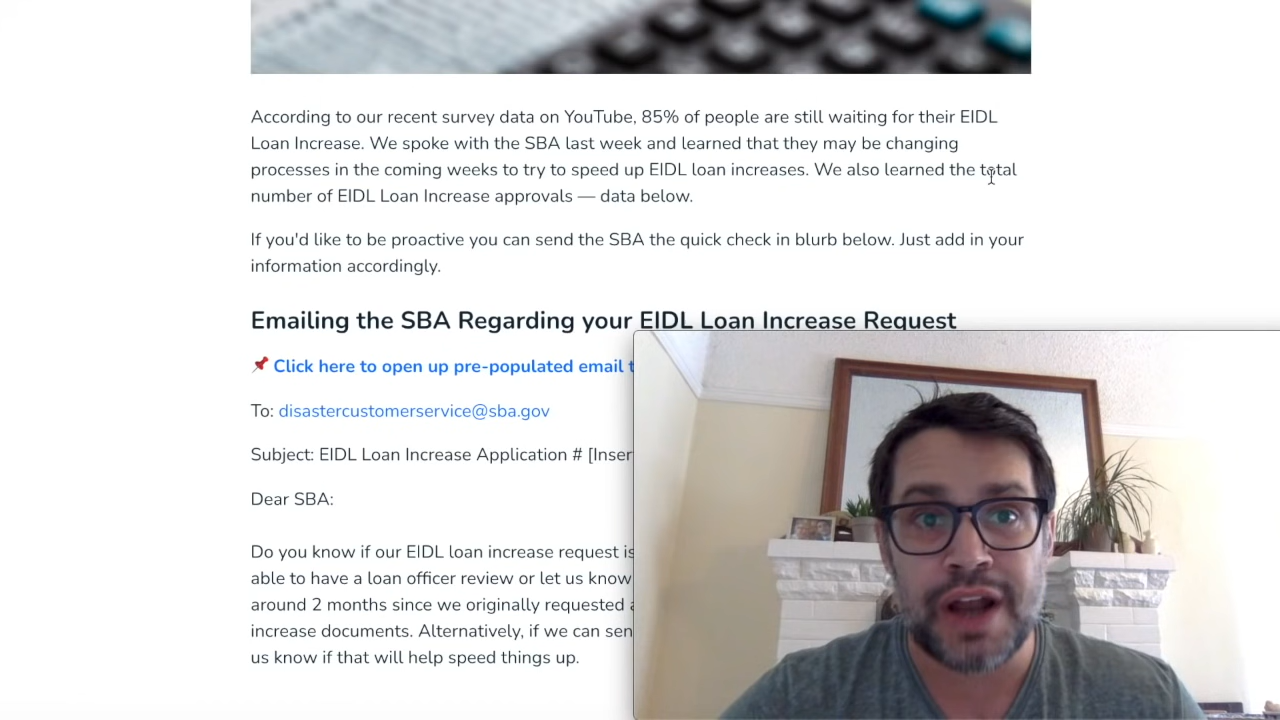 According to our recent survey data on YouTube, 85% of people are still waiting for their EIDL
Loan Increase. We spoke with the SBA last week and learned that they may be changing
processes in the coming weeks to try to speed up EIDL loan increases. We also learned the total
number of EIDL Loan Increase approvals — data below.
If you'd like to be proactive you can send the SBA the quick check in blurb below. Just add in your
information accordingly.
Emailing the SBA Regarding your EIDL Loan Increase Request
Click here to open up pre-populated email
To: disastercustomerservice@sba.gov
Subject: EIDL Loan Increase Application # [Inser
Dear SBA:
Do you know if our EIDL loan increase request is
able to have a loan officer review or let us know
around 2 months since we originally requested
increase documents. Alternatively, if we can sen
us know if that will help speed things up.